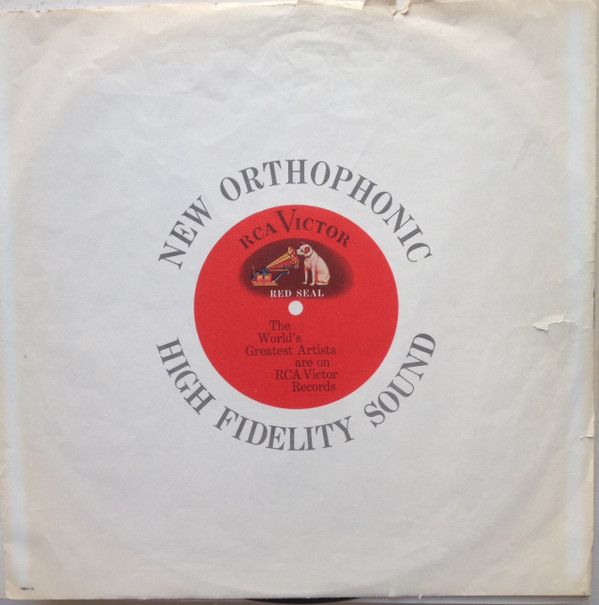 NEW ORTHOPHONIC
RCA VICTOR
RED SEAL
The
World's
Greatest Artists
are on
RCA Victor
Records
HIGH FIDELITY SOUND